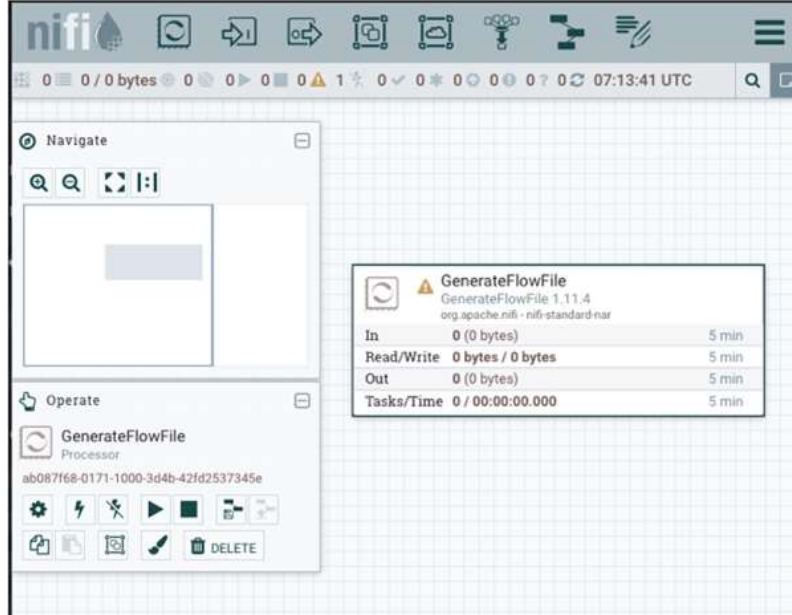 nifi
0 0 / 0 bytes 0 0 0 0 1 0 0 0 0 0 ? 0 07:13:41 UTC
Navigate
GenerateFlowFile
GenerateFlowFile 1.11.4
org.apache.nifi - nifi-standard-nar
In 0 (0 bytes) 5 min
Read/Write 0 bytes / 0 bytes 5 min
Out 0 (0 bytes) 5 min
Tasks/Time 0 / 00:00:00.000 5 min
Operate
GenerateFlowFile
Processor
ab087f68-0171-1000-3d4b-42fd2537345e
DELETE